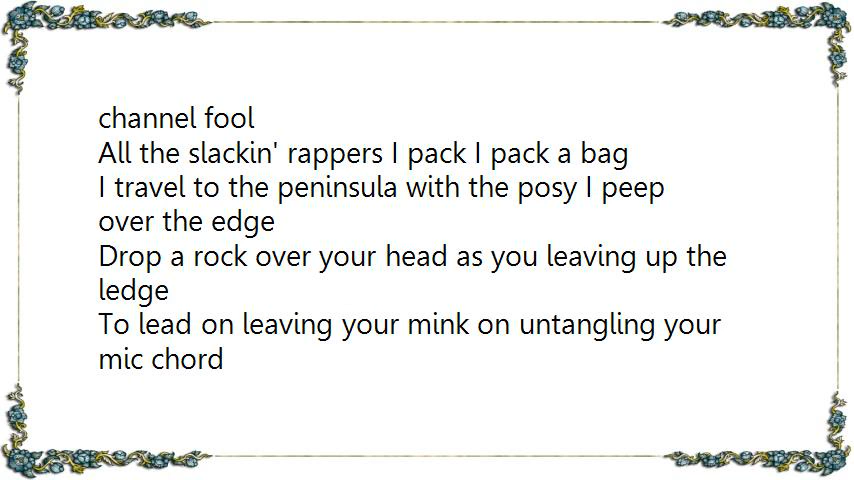 channel fool
All the slackin' rappers I pack I pack a bag
I travel to the peninsula with the posy I peep
over the edge
Drop a rock over your head as you leaving up the
ledge
To lead on leaving your mink on untangling your
mic chord